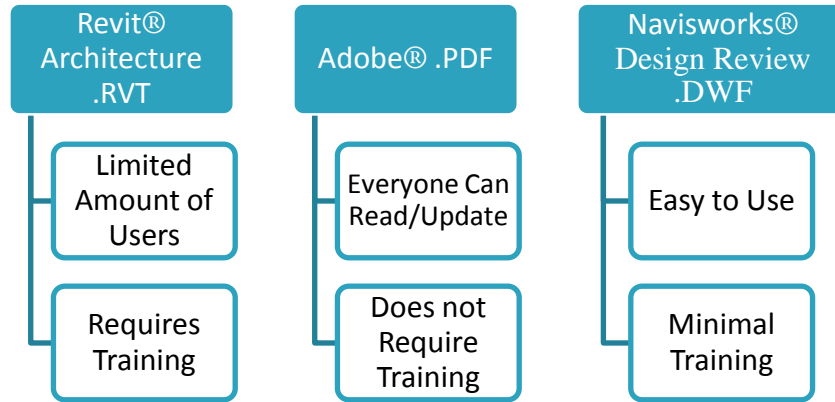 Revit®
Architecture
.RVT
Limited
Amount of
Users
Requires
Training
Adobe® .PDF
Everyone Can
Read/Update
Does not
Require
Training
Navisworks®
Design Review
.DWF
Easy to Use
Minimal
Training